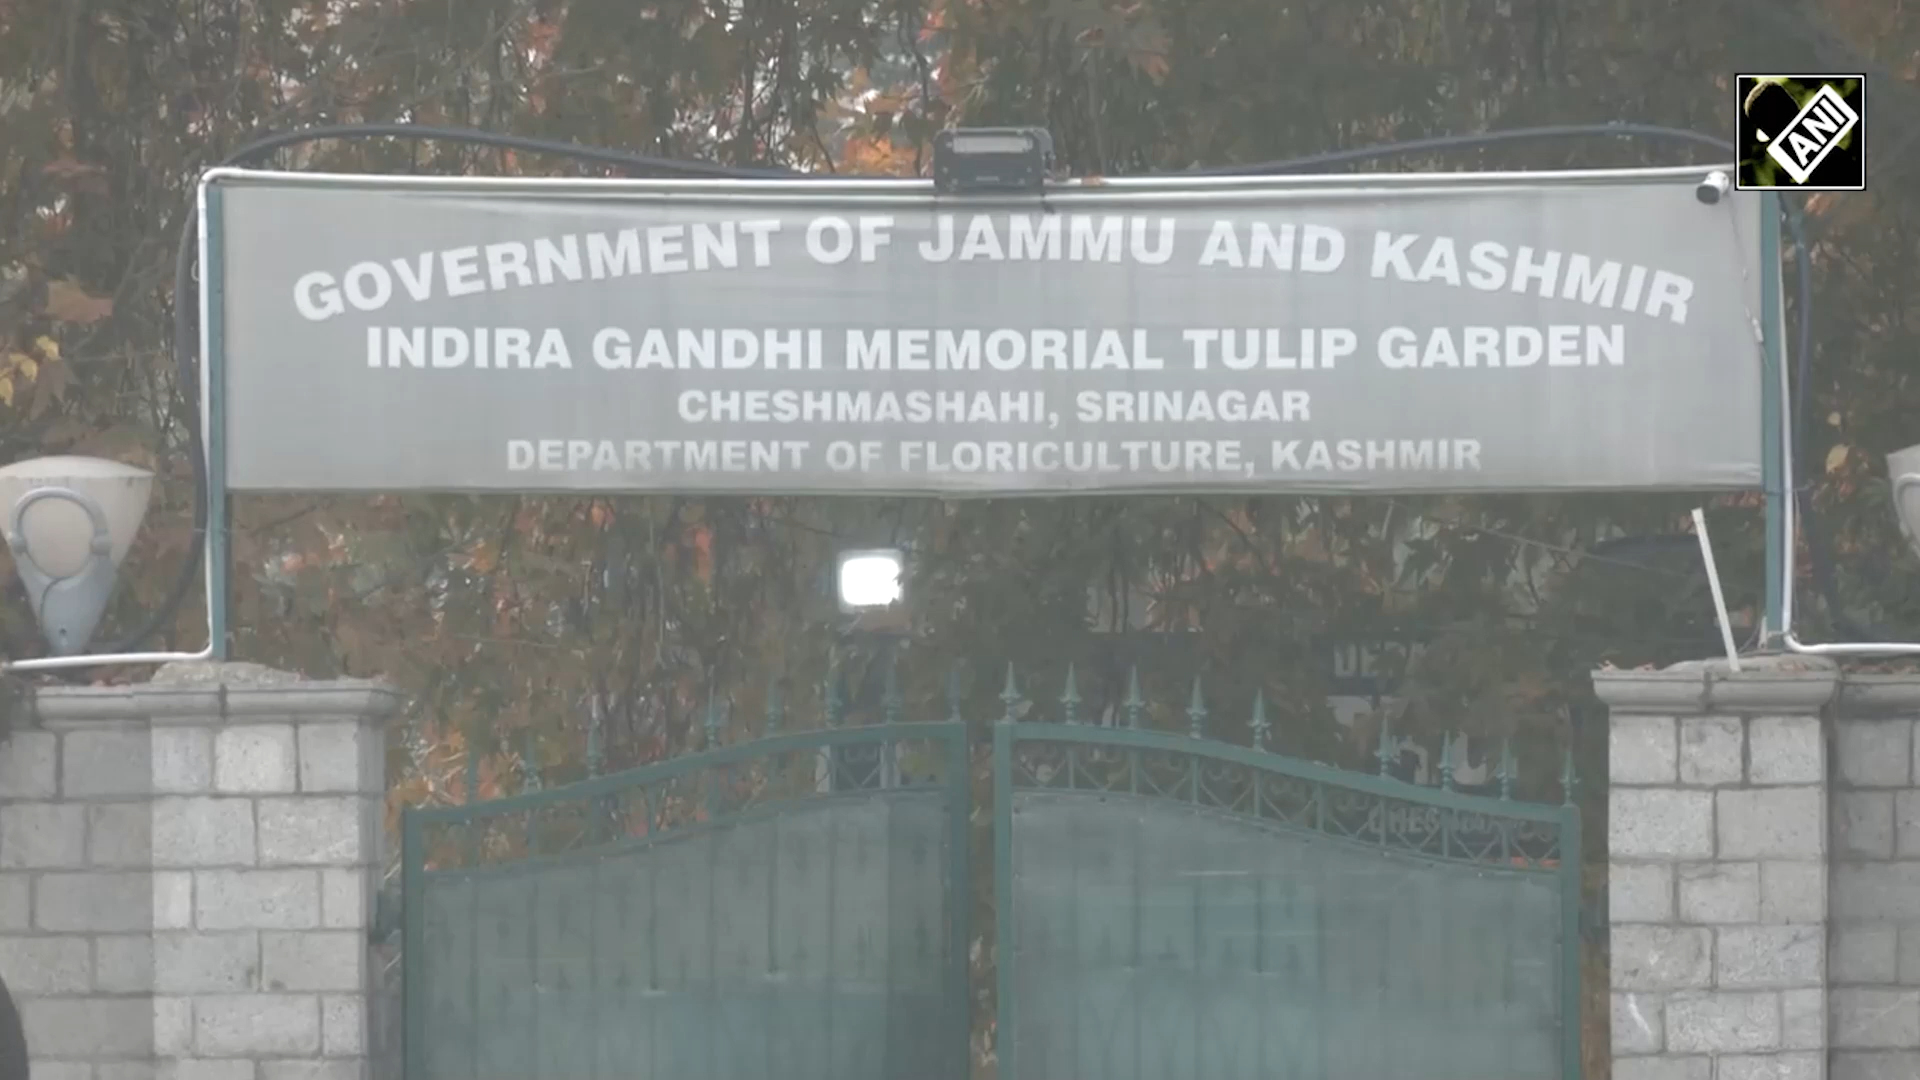 GOVERNMENT OF JAMMU AND KASHMIR
INDIRA GANDHI MEMORIAL TULIP GARDEN
CHESHMASHAHI, SRINAGAR
DEPARTMENT OF FLORICULTURE, KASHMIR
ANI